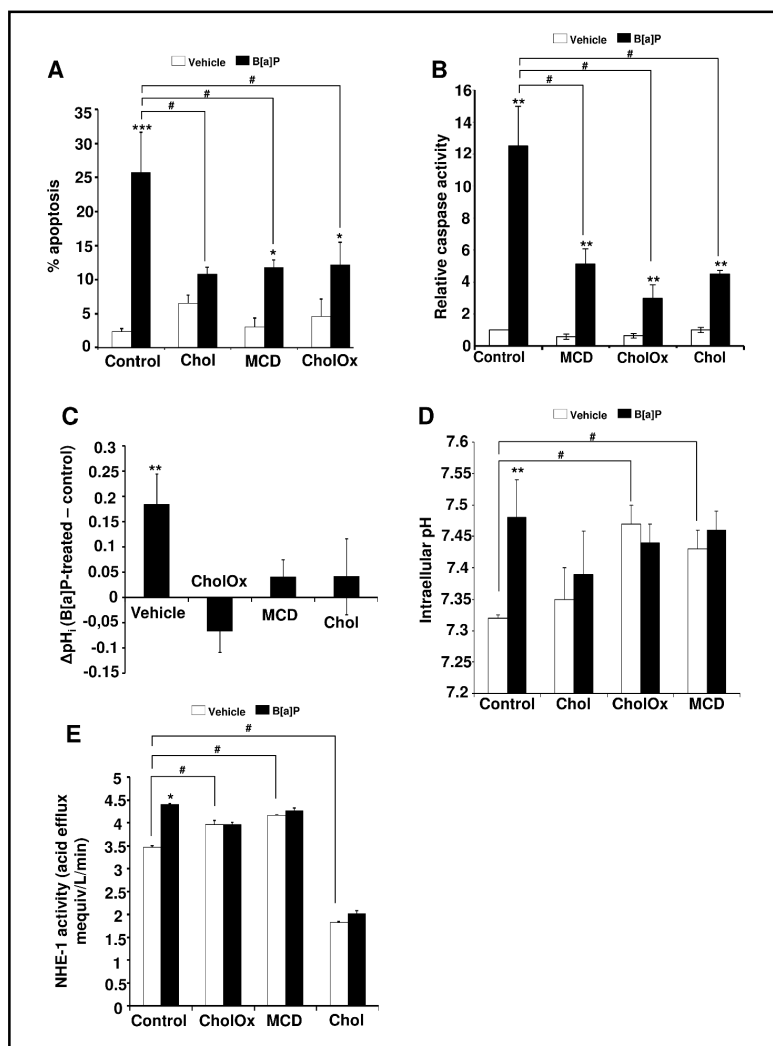 A
Vehicle B[a]P
#
#
#
***
*
*
35
30
25
20
15
10
5
0
% apoptosis
Control Chol MCD CholOx
B
Vehicle B[a]P
#
#
#
**
**
**
**
16
14
12
10
8
6
4
2
0
Relative caspase activity
Control MCD CholOx Chol
C
0.3
0.25
0.2
0.15
0.1
0.05
0
-0,05
-0.1
-0.15
ΔpHi (B[a]P-treated – control)
**
Vehicle
CholOx
MCD
Chol
D
Vehicle B[a]P
#
#
**
7.6
7.55
7.5
7.45
7.4
7.35
7.3
7.25
7.2
Intraellular pH
Control Chol CholOx MCD
E
Vehicle B[a]P
#
#
#
*
5
4.5
4
3.5
3
2.5
2
1.5
1
0.5
0
NHE-1 activity (acid efflux
mequiv/L/min)
Control CholOx MCD Chol